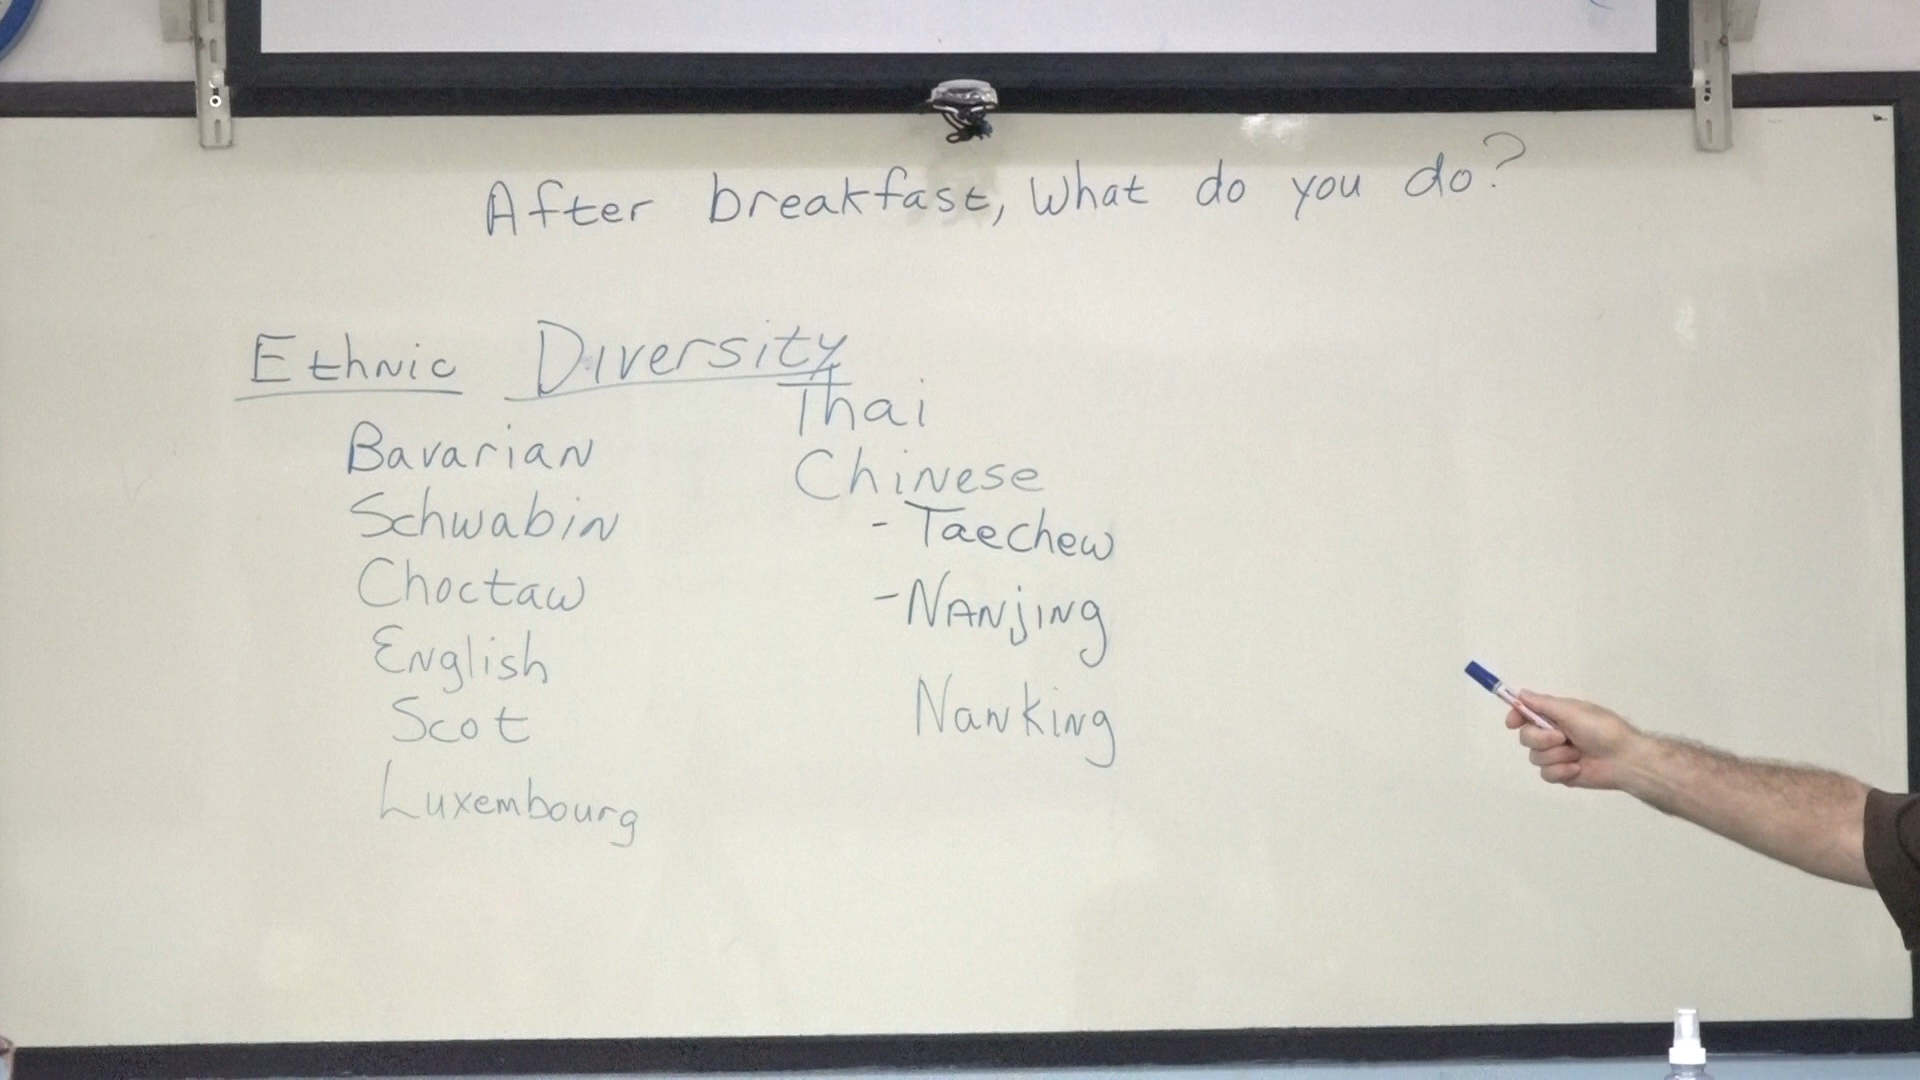 After breakfast, What do you do?
Ethnic Diversity
Bavarian
Schwabin
Choctaw
English
Scot
Luxembourg
Thai
Chinese
- Taechew
- Nanjing
Nanking